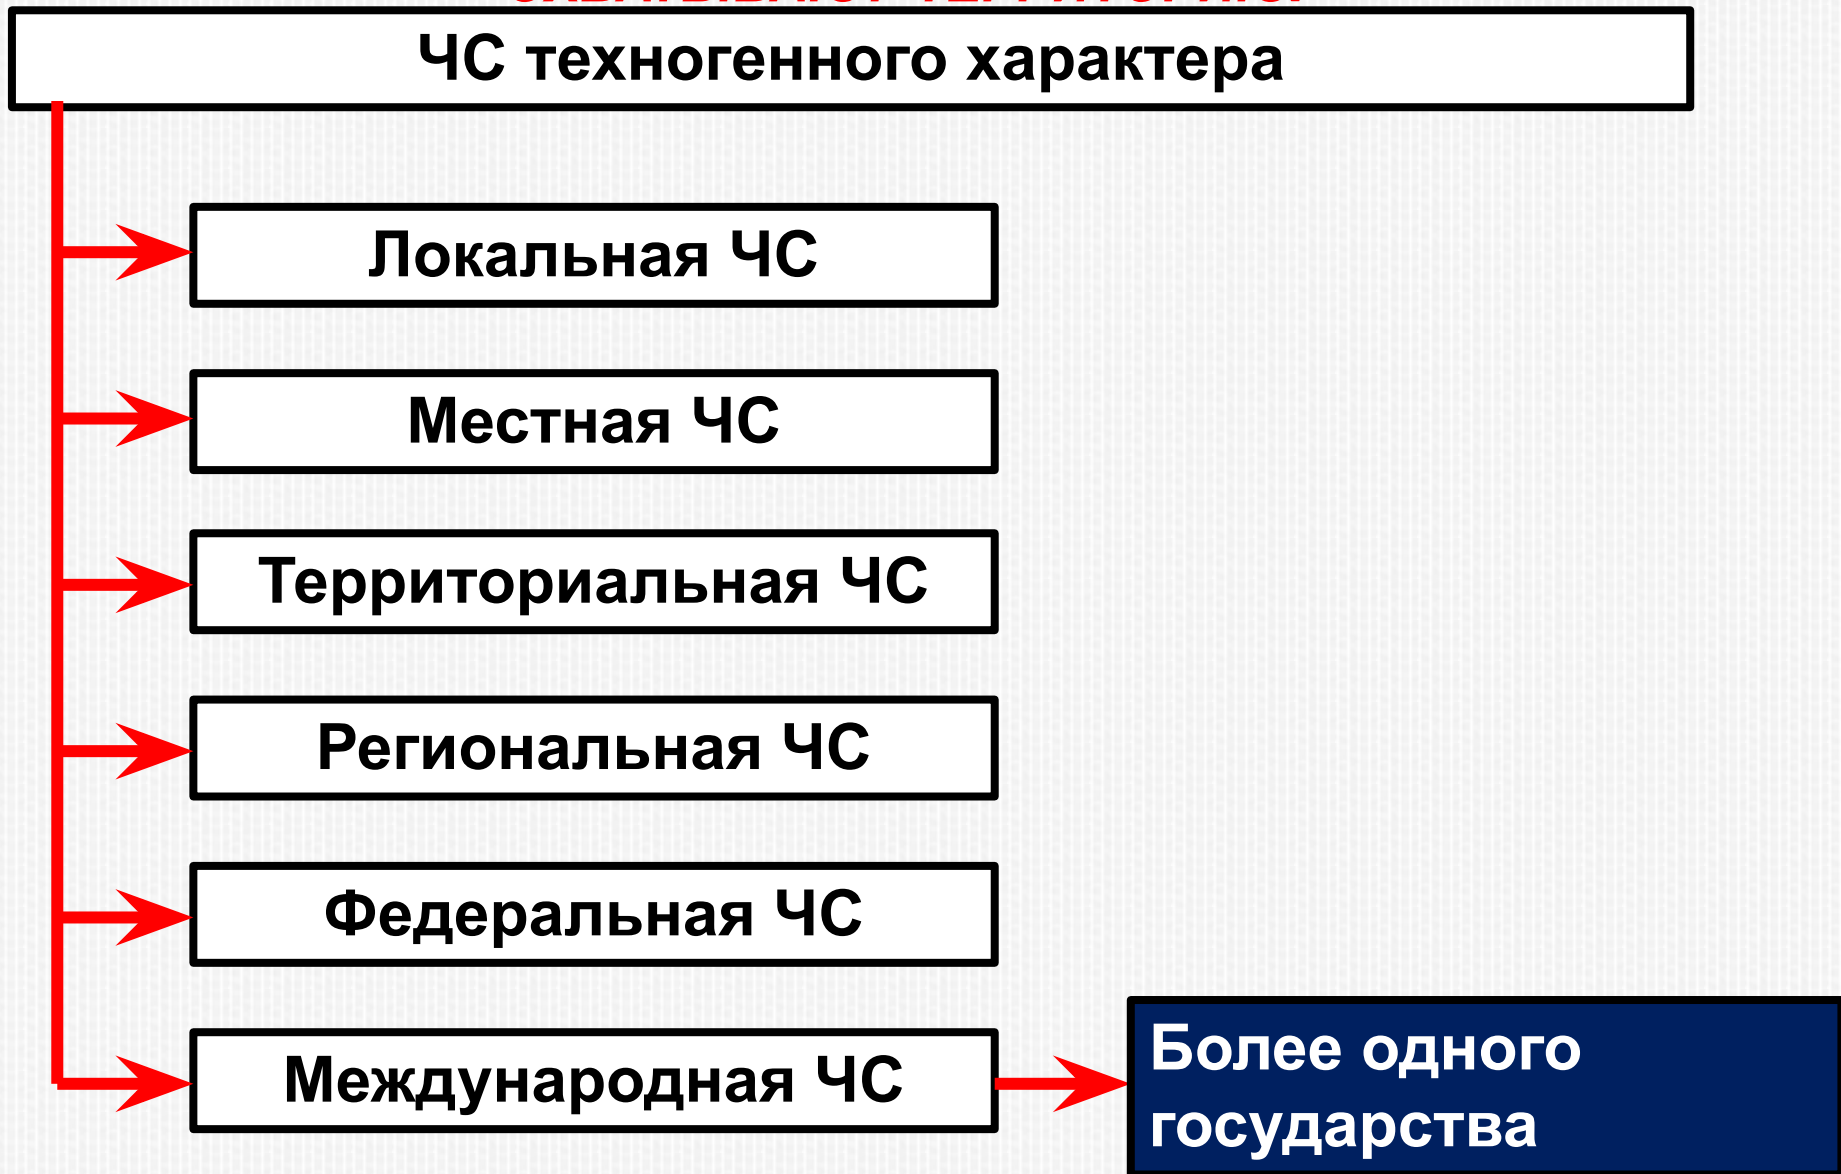 ЧС техногенного характера
Локальная ЧС
Местная ЧС
Территориальная ЧС
Региональная ЧС
Федеральная ЧС
Международная ЧС
Более одного
государства